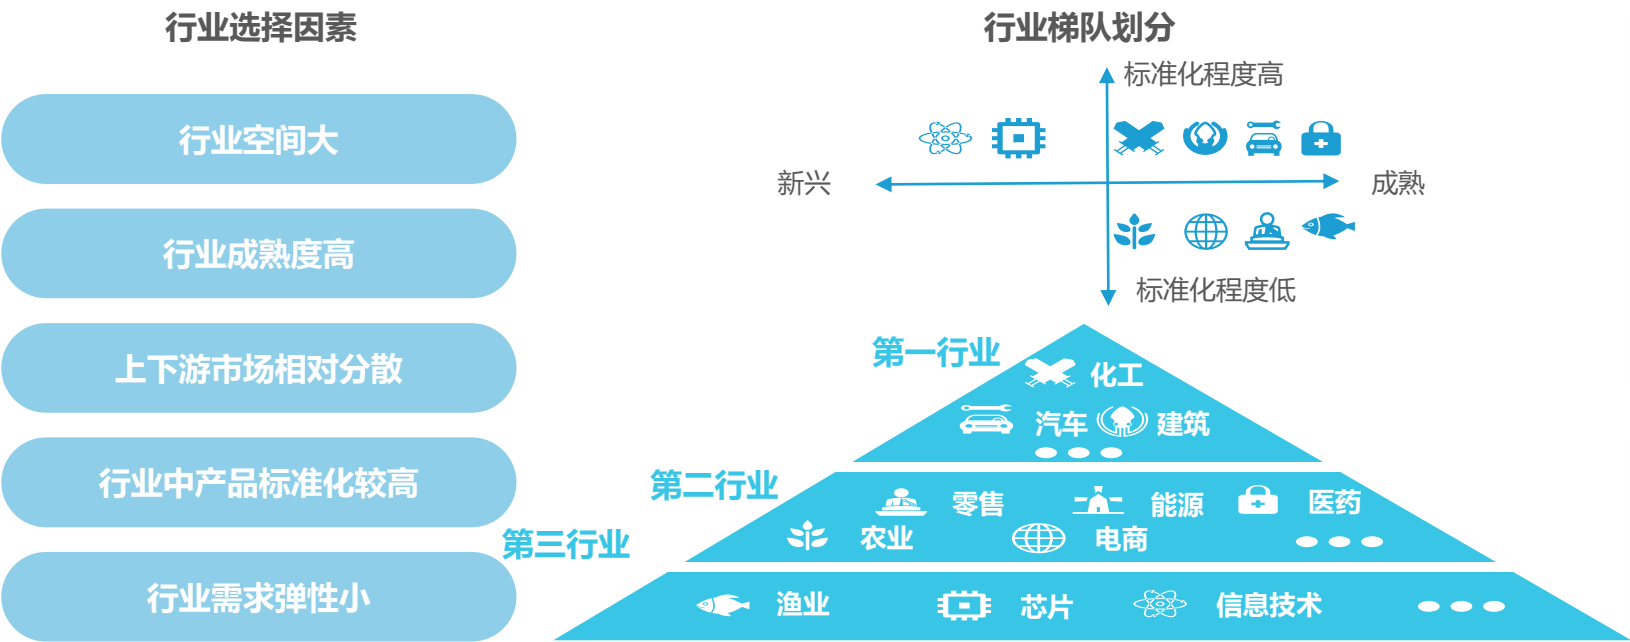 行业选择因素
行业空间大
行业成熟度高
上下游市场相对分散
行业中产品标准化较高
行业需求弹性小
行业梯队划分
标准化程度高
新兴
成熟
标准化程度低
第一行业
化工
汽车 建筑
第二行业
零售 能源 医药
农业 电商
第三行业
渔业 芯片 信息技术